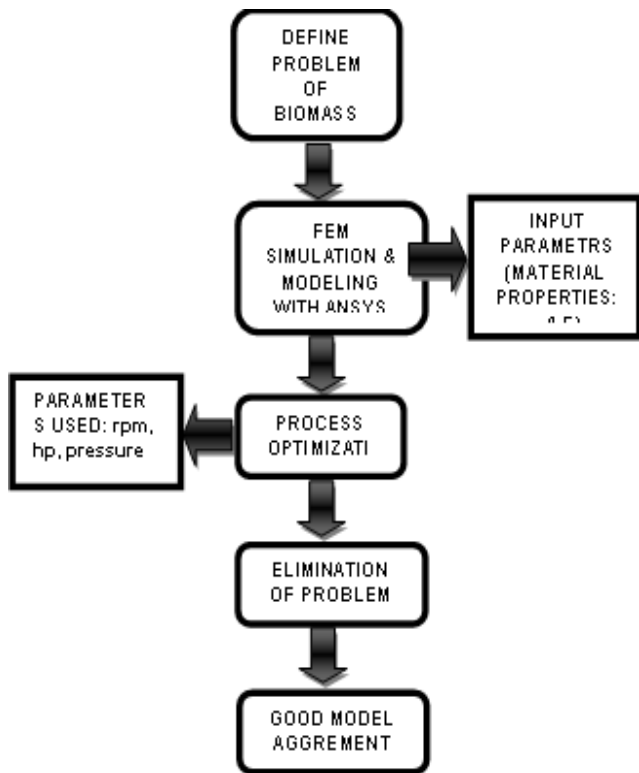 DEFINE
PROBLEM
OF
BIOMASS
FEM
SIMULATION &
MODELING
WITH ANSYS
INPUT
PARAMETRS
(MATERIAL
PROPERTIES:
PARAMETER
S USED: rpm,
hp, pressure
PROCESS
OPTIMIZATI
ELIMINATION
OF PROBLEM
GOOD MODEL
AGGREMENT